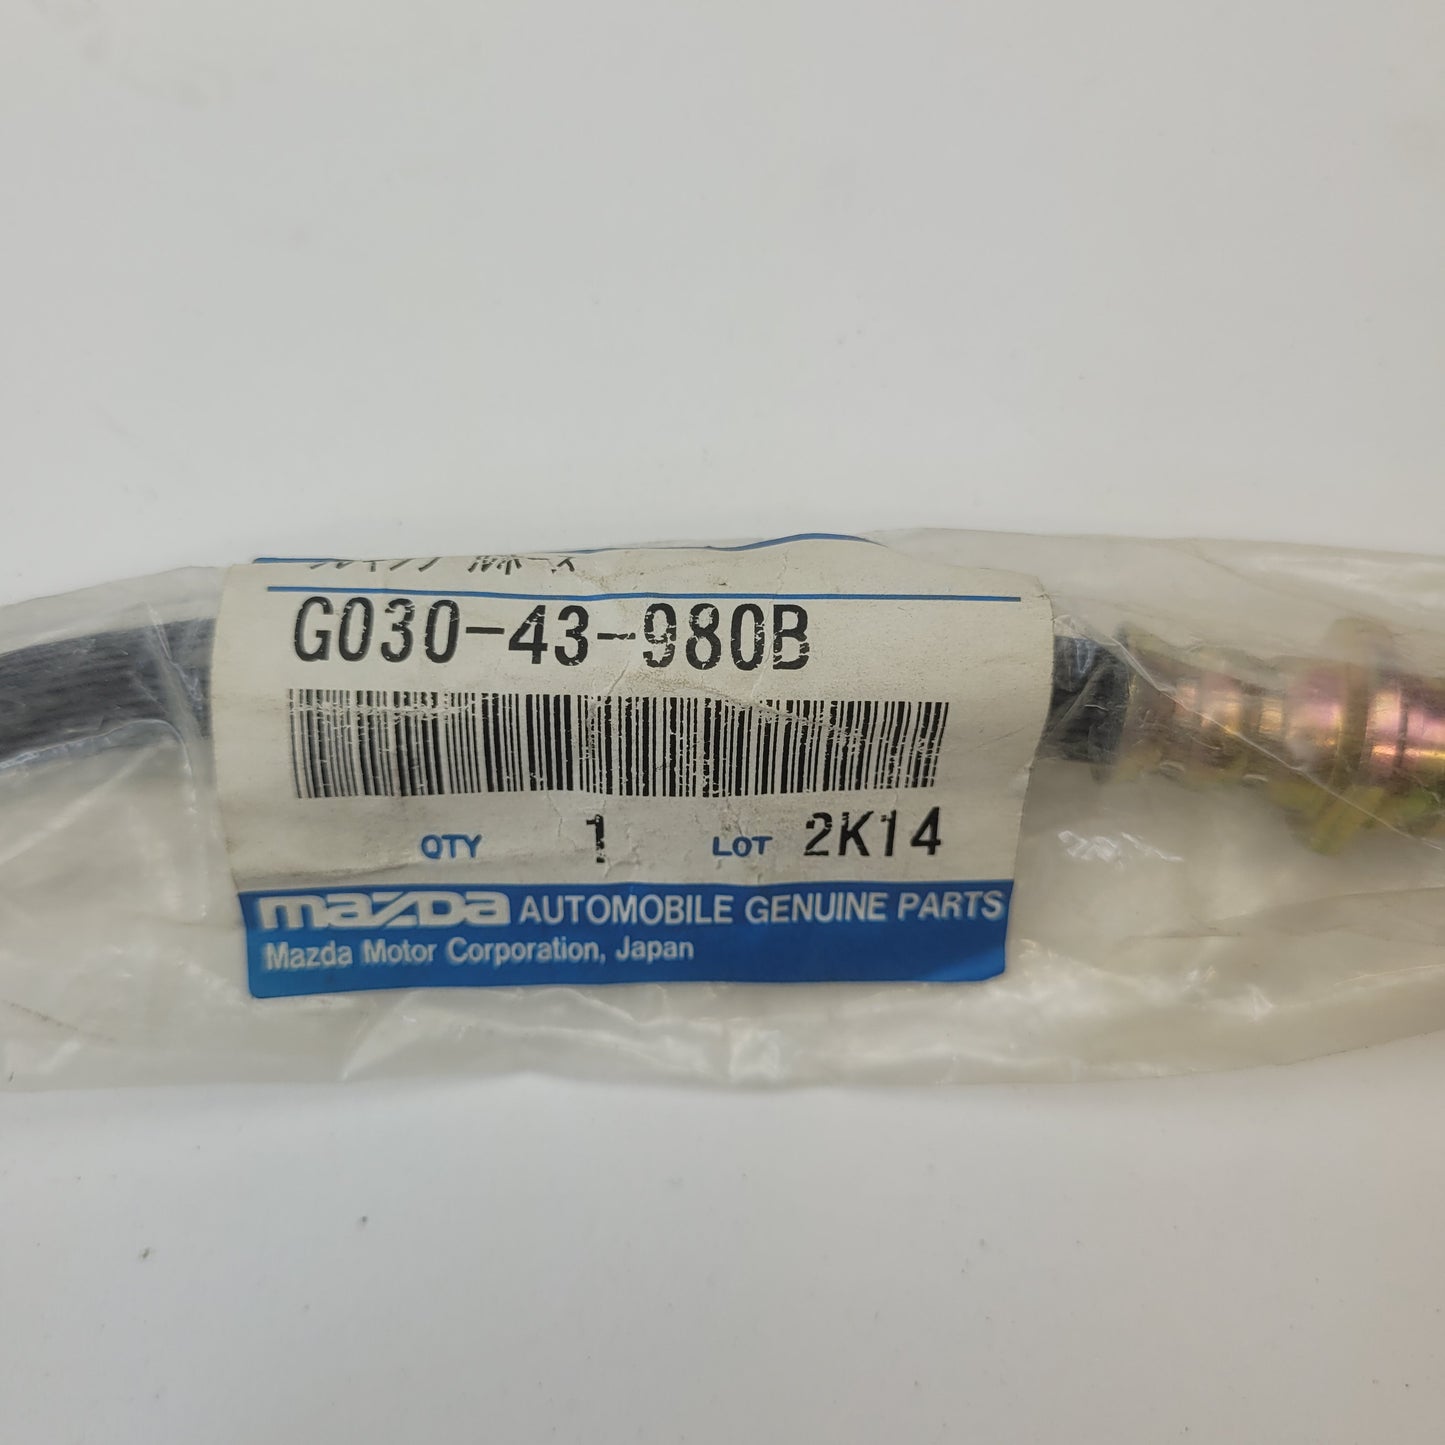 G030-43-980B
QTY 1 LOT 2K14
mazda AUTOMOBILE GENUINE PARTS
Mazda Motor Corporation, Japan